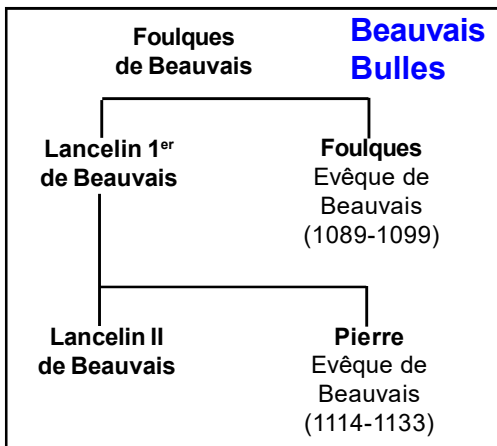 Beauvais
Bulles
Foulques
de Beauvais
Lancelin 1er
de Beauvais
Foulques
Evêque de
Beauvais
(1089-1099)
Lancelin II
de Beauvais
Pierre
Evêque de
Beauvais
(1114-1133)